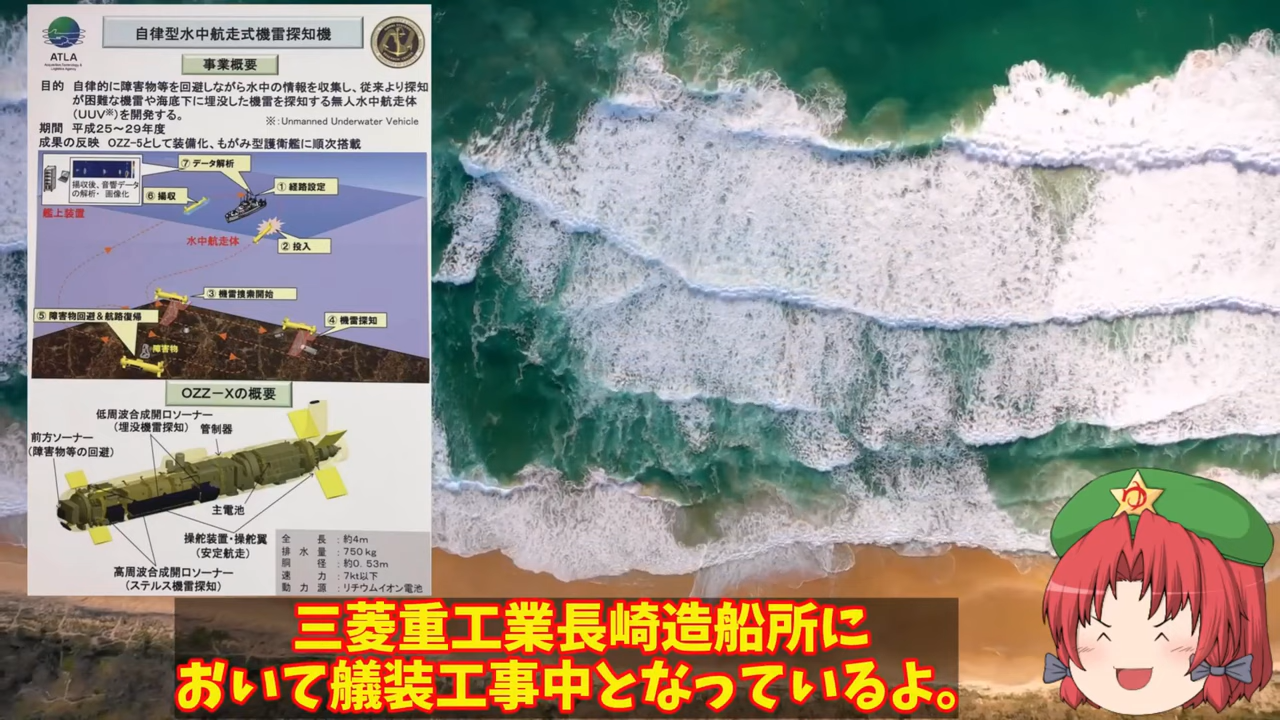 自律型水中航走式機雷探知機
ATLA
Acquisition Technology & Logistics Agency
事業概要
目的 自律的に障害物等を回避しながら水中の情報を収集し、従来より探知
が困難な機雷や海底下に埋没した機雷を探知する無人水中航走体
(UUV※)を開発する。
※:Unmanned Underwater Vehicle
期間 平成25~29年度
成果の反映 OZZ-5として装備化、もがみ型護衛艦に順次搭載
⑦データ解析
揚収後、音響データ
の解析・画像化
①経路設定
⑥揚収
艦上装置
水中航走体
②投入
③機雷捜索開始
⑤障害物回避&航路復帰
④機雷探知
障害物
OZZ-Xの概要
低周波合成開口ソーナー
(埋没機雷探知)
管制器
前方ソーナー
(障害物等の回避)
主電池
操舵装置・操舵翼
(安定航走)
高周波合成開口ソーナー
(ステルス機雷探知)
全長:約4m
排水量:750kg
胴径:約0.53m
速力:7kt以下
動力源:リチウムイオン電池
三菱重工業長崎造船所に
おいて艤装工事中となっているよ。